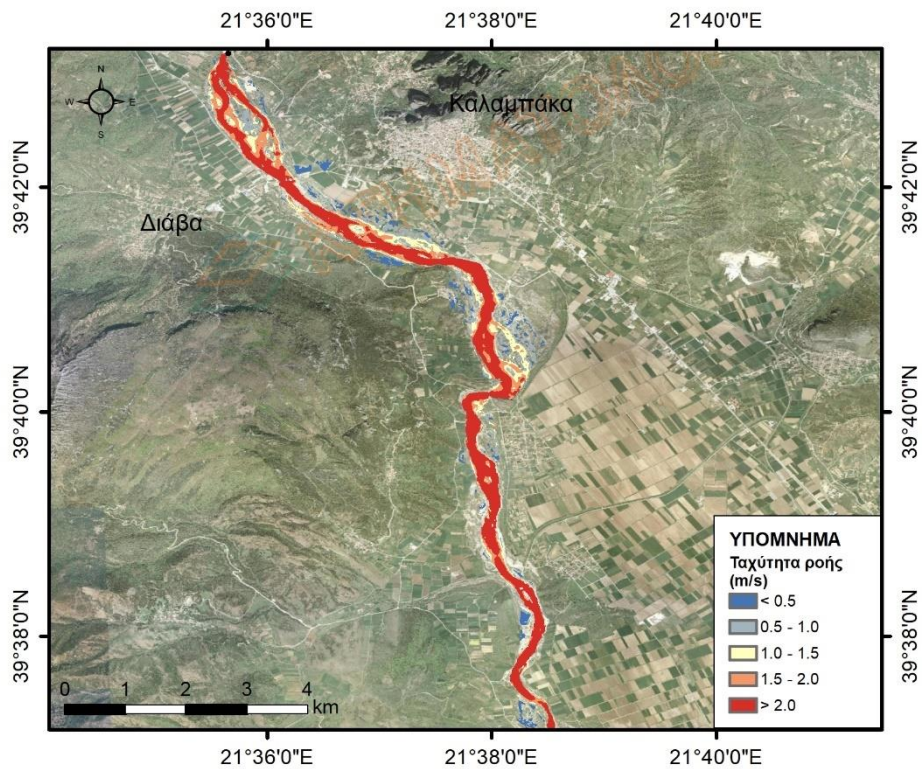 21°36'0"E 21°38'0"E 21°40'0"E
N
W E
S
Καλαμπάκα
39°42'0"N 39°42'0"N
Διάβα
39°40'0"N 39°40'0"N
ΥΠΟΜΝΗΜΑ
Ταχύτητα ροής
(m/s)
< 0.5
0.5 - 1.0
1.0 - 1.5
1.5 - 2.0
> 2.0
39°38'0"N 39°38'0"N
0 1 2 3 4
km
21°36'0"E 21°38'0"E 21°40'0"E